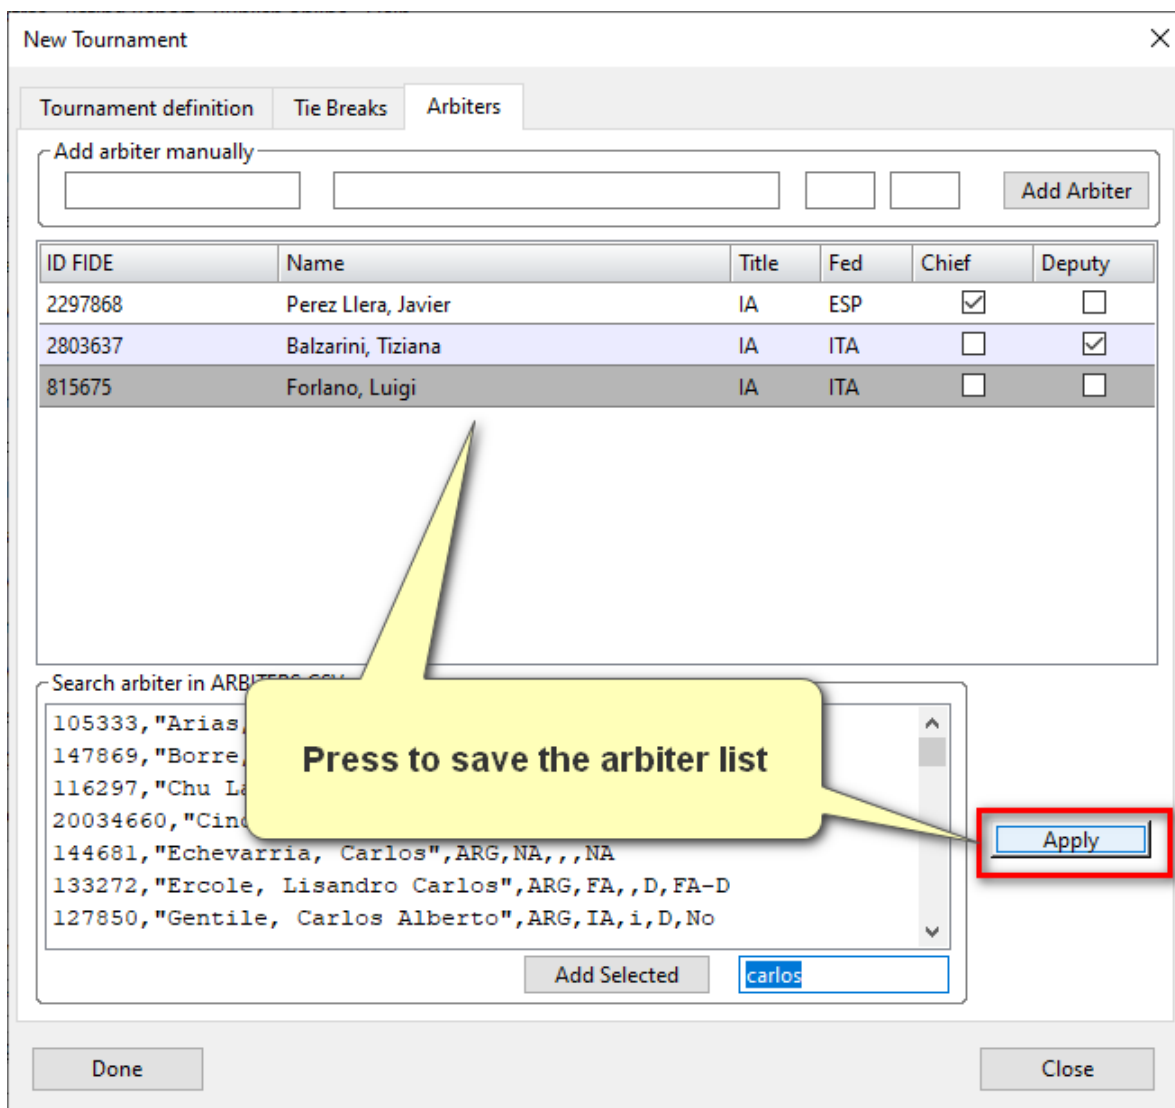 New Tournament
Tournament definition Tie Breaks Arbiters
Add arbiter manually
Add Arbiter
ID FIDE Name Title Fed Chief Deputy
2297868 Perez Llera, Javier IA ESP
2803637 Balzarini, Tiziana IA ITA
815675 Forlano, Luigi IA ITA
Search arbiter in
105333,"Arias,
147869,"Borre,
116297,"Chu
20034660,
Press to save the arbiter list
144681,"Echevarria, Carlos",ARG,NA,,,NA
133272,"Ercole, Lisandro Carlos",ARG,FA,,D,FA-D
127850,"Gentile, Carlos Alberto",ARG,IA,i,D,No
Apply
Add Selected carlos
Done Close